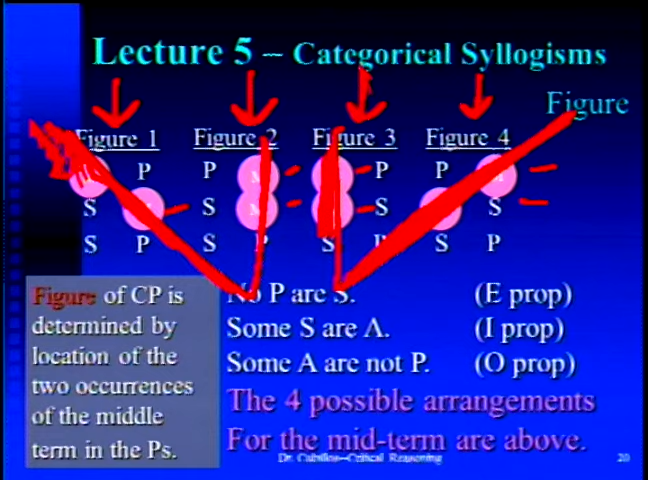 Lecture 5 – Categorical Syllogisms
Figure
Figure 1 Figure 2 Figure 3 Figure 4
P P P P
S S S S
S P S P S P S P
Figure of CP is
determined by
location of the
two occurrences
of the middle
term in the Ps.
No P are S. (E prop)
Some S are A. (I prop)
Some A are not P. (O prop)
The 4 possible arrangements
For the mid-term are above.
Dr. Cubillos--Critical Reasoning 20